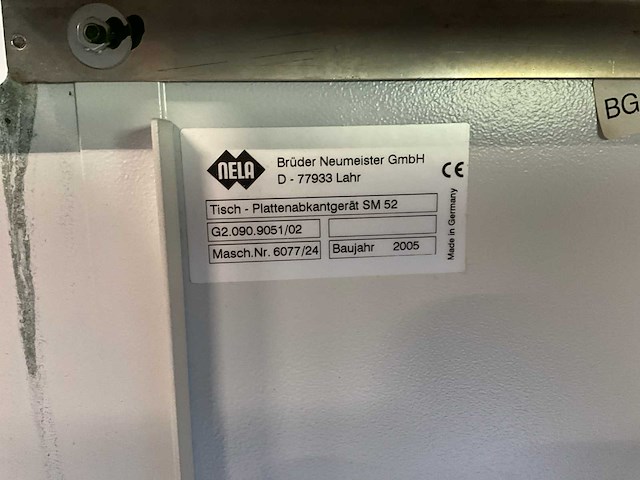 BG
NELA
Brüder Neumeister GmbH
D - 77933 Lahr
CE
Tisch - Plattenabkantgerät SM 52
G2.090.9051/02
Masch.Nr. 6077/24
Baujahr 2005
Made in Germany